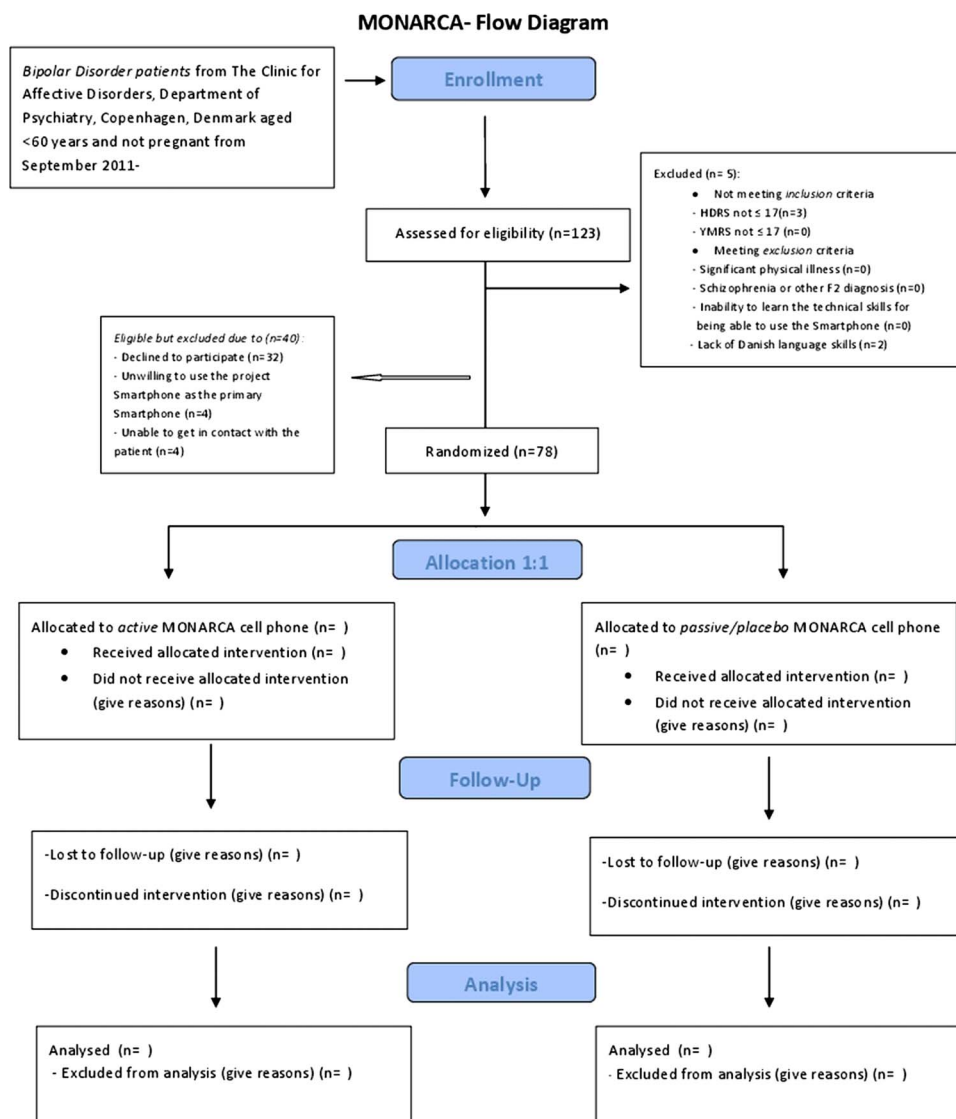 MONARCA- Flow Diagram
Bipolar Disorder patients from The Clinic for
Affective Disorders, Department of
Psychiatry, Copenhagen, Denmark aged
<60 years and not pregnant from
September 2011-
Enrollment
Assessed for eligibility (n=123)
Excluded (n= 5):
● Not meeting inclusion criteria
- HDRS not ≤ 17(n=3)
- YMRS not ≤ 17 (n=0)
● Meeting exclusion criteria
- Significant physical illness (n=0)
- Schizophrenia or other F2 diagnosis (n=0)
- Inability to learn the technical skills for
being able to use the Smartphone (n=0)
- Lack of Danish language skills (n=2)
Eligible but excluded due to (n=40):
- Declined to participate (n=32)
- Unwilling to use the project
Smartphone as the primary
Smartphone (n=4)
- Unable to get in contact with the
patient (n=4)
Randomized (n=78)
Allocation 1:1
Allocated to active MONARCA cell phone (n= )
● Received allocated intervention (n= )
● Did not receive allocated intervention
(give reasons) (n= )
Allocated to passive/placebo MONARCA cell phone
(n= )
● Received allocated intervention (n= )
● Did not receive allocated intervention
(give reasons) (n= )
Follow-Up
-Lost to follow-up (give reasons) (n= )
-Discontinued intervention (give reasons) (n= )
-Lost to follow-up (give reasons) (n= )
-Discontinued intervention (give reasons) (n= )
Analysis
Analysed (n= )
- Excluded from analysis (give reasons) (n= )
Analysed (n= )
- Excluded from analysis (give reasons) (n= )